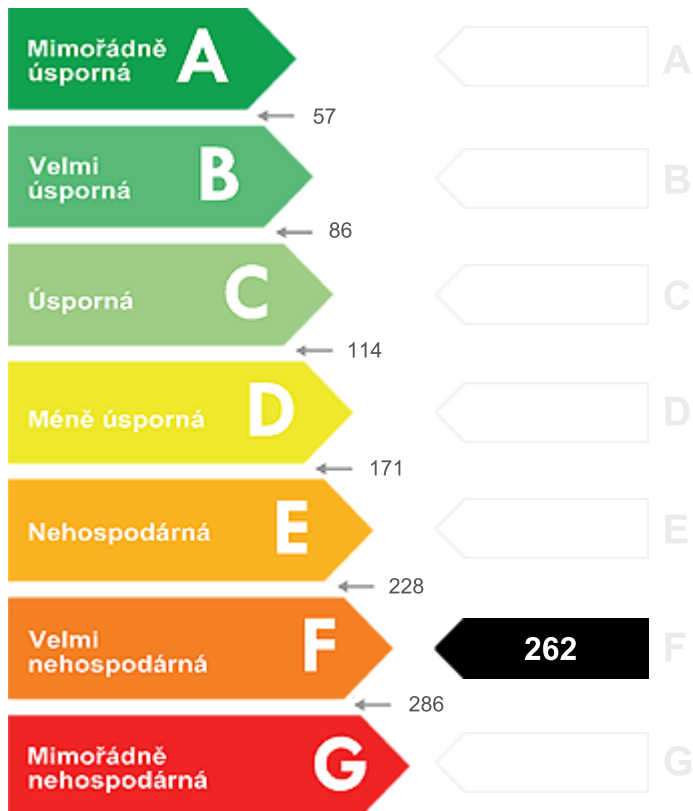 Mimořádně
úsporná
A
A
57
Velmi
úsporná
B
B
86
Úsporná
C
C
114
Méně úsporná
D
D
171
Nehospodárná
E
E
228
Velmi
nehospodárná
F
262
F
286
Mimořádně
nehospodárná
G
G